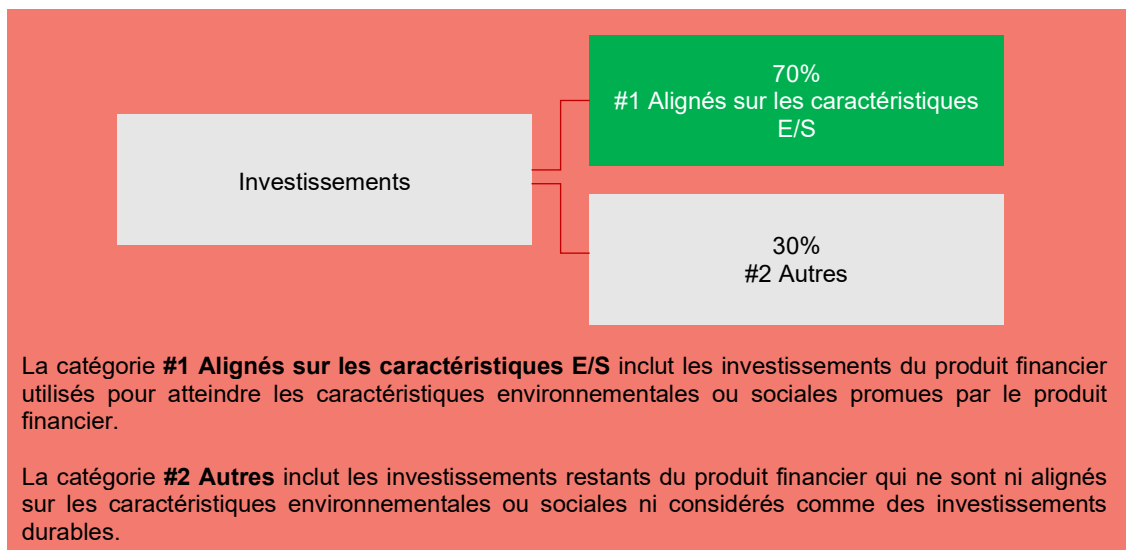 70%
#1 Alignés sur les caractéristiques
E/S
Investissements
30%
#2 Autres
La catégorie #1 Alignés sur les caractéristiques E/S inclut les investissements du produit financier
utilisés pour atteindre les caractéristiques environnementales ou sociales promues par le produit
financier.
La catégorie #2 Autres inclut les investissements restants du produit financier qui ne sont ni alignés
sur les caractéristiques environnementales ou sociales ni considérés comme des investissements
durables.